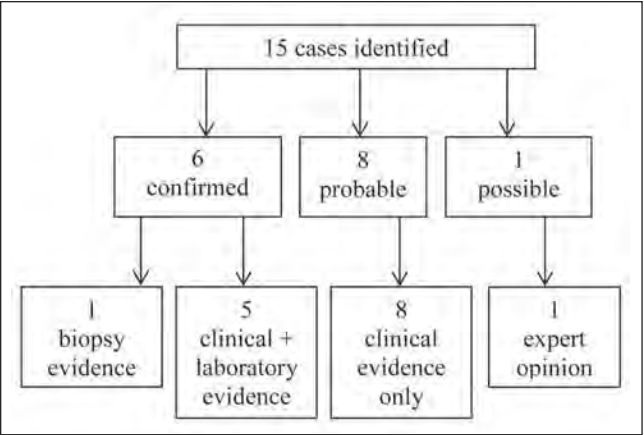 15 cases identified
6
confirmed
8
probable
1
possible
1
biopsy
evidence
5
clinical +
laboratory
evidence
8
clinical
evidence
only
1
expert
opinion